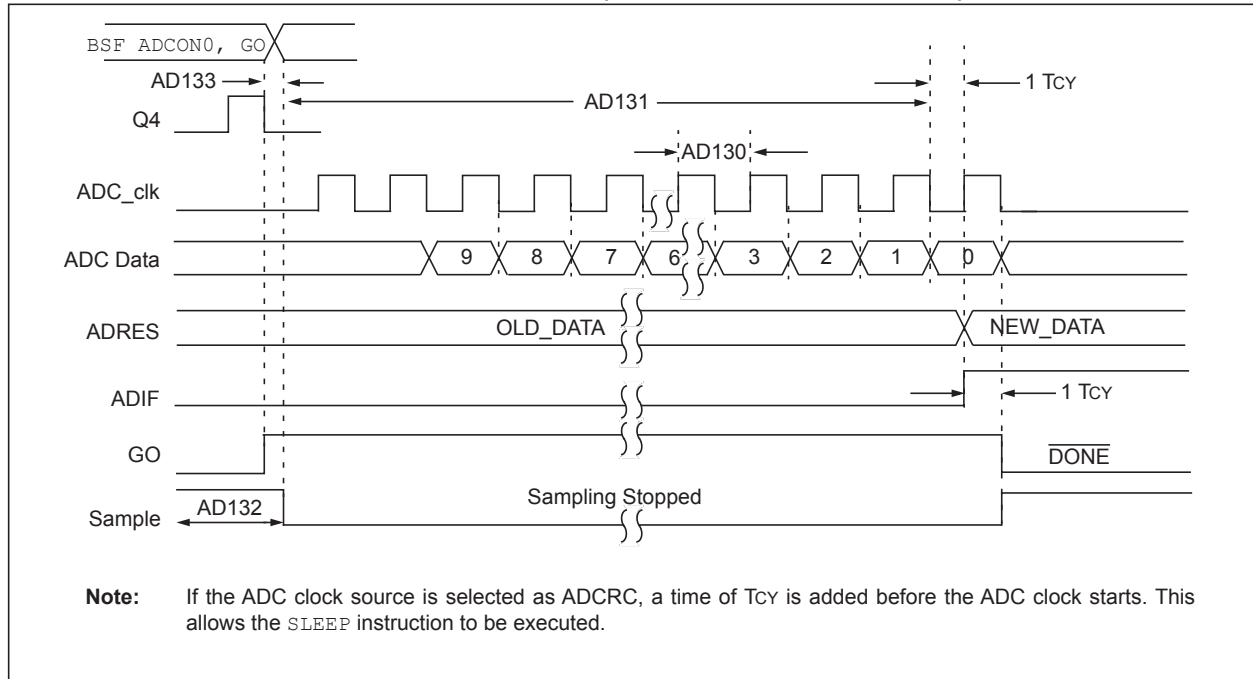 BSF ADCON0, GO
AD133
1 TCY
AD131
Q4
AD130
ADC_clk
ADC Data 9 8 7 6 3 2 1 0
OLD_DATA NEW_DATA
ADRES
ADIF 1 TCY
GO DONE
Sampling Stopped
AD132
Sample
Note: If the ADC clock source is selected as ADCRC, a time of TCY is added before the ADC clock starts. This
allows the SLEEP instruction to be executed.